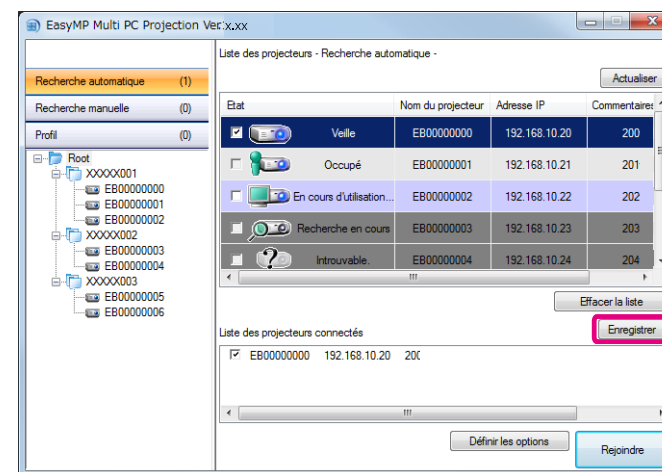 EasyMP Multi PC Projection Ver.x.xx
Liste des projecteurs - Recherche automatique -
Actualiser
Recherche automatique (1)
Recherche manuelle (0)
Profil (0)
Root
XXXXX001
EB00000000
EB00000001
EB00000002
XXXXX002
EB00000003
EB00000004
XXXXX003
EB00000005
EB00000006
Etat Nom du projecteur Adresse IP Commentaires
Veille EB00000000 192.168.10.20 200
Occupé EB00000001 192.168.10.21 201
En cours d'utilisation... EB00000002 192.168.10.22 202
Recherche en cours EB00000003 192.168.10.23 203
Introuvable. EB00000004 192.168.10.24 204
Effacer la liste
Liste des projecteurs connectés
Enregistrer
EB00000000 192.168.10.20 200
Définir les options
Rejoindre